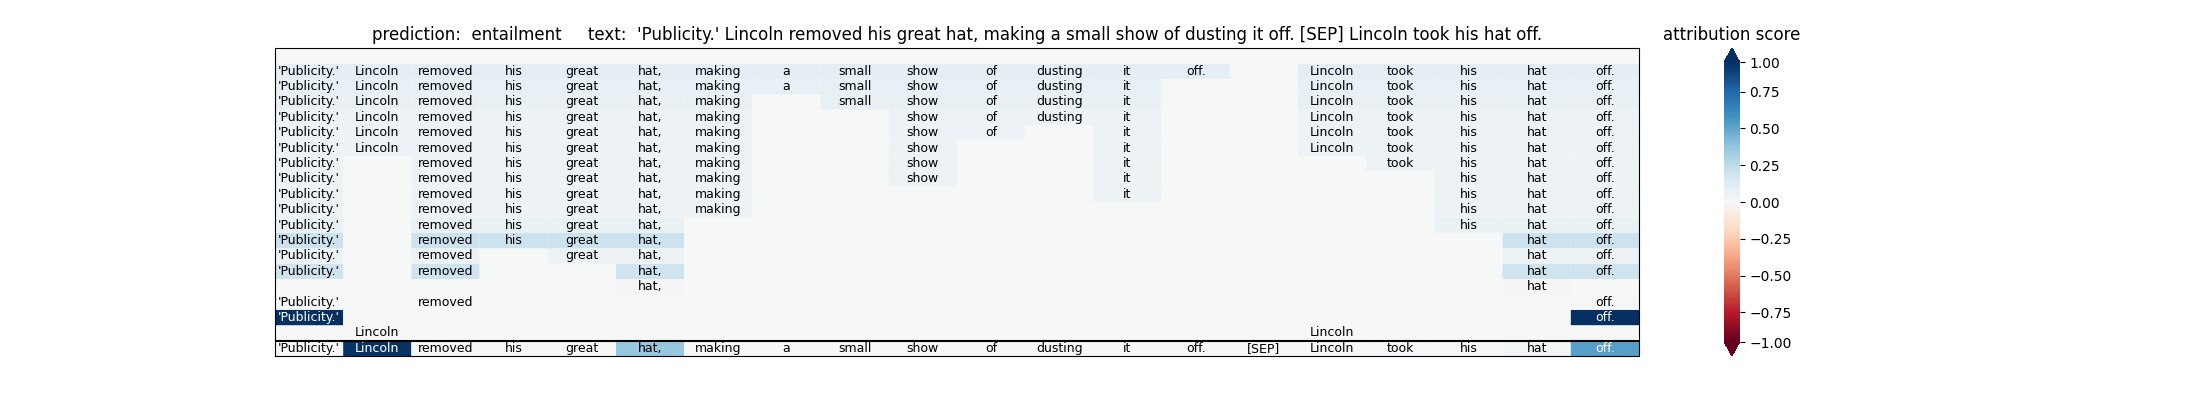 prediction:  entailment     text:  'Publicity.' Lincoln removed his great hat, making a small show of dusting it off. [SEP] Lincoln took his hat off.
attribution score
'Publicity.' Lincoln removed his great hat, making a small show of dusting it off. Lincoln took his hat off.
'Publicity.' Lincoln removed his great hat, making a small show of dusting it Lincoln took his hat off.
'Publicity.' Lincoln removed his great hat, making small show of dusting it Lincoln took his hat off.
'Publicity.' Lincoln removed his great hat, making show of dusting it Lincoln took his hat off.
'Publicity.' Lincoln removed his great hat, making show of it Lincoln took his hat off.
'Publicity.' Lincoln removed his great hat, making show it Lincoln took his hat off.
'Publicity.' removed his great hat, making show it took his hat off.
'Publicity.' removed his great hat, making show it his hat off.
'Publicity.' removed his great hat, making it his hat off.
'Publicity.' removed his great hat, making his hat off.
'Publicity.' removed his great hat, his hat off.
'Publicity.' removed his great hat, hat off.
'Publicity.' removed great hat, hat off.
'Publicity.' removed hat, hat off.
hat, hat
'Publicity.' removed off.
'Publicity.' off.
Lincoln Lincoln
'Publicity.' Lincoln removed his great hat, making a small show of dusting it off. [SEP] Lincoln took his hat off.
1.00
0.75
0.50
0.25
0.00
−0.25
−0.50
−0.75
−1.00